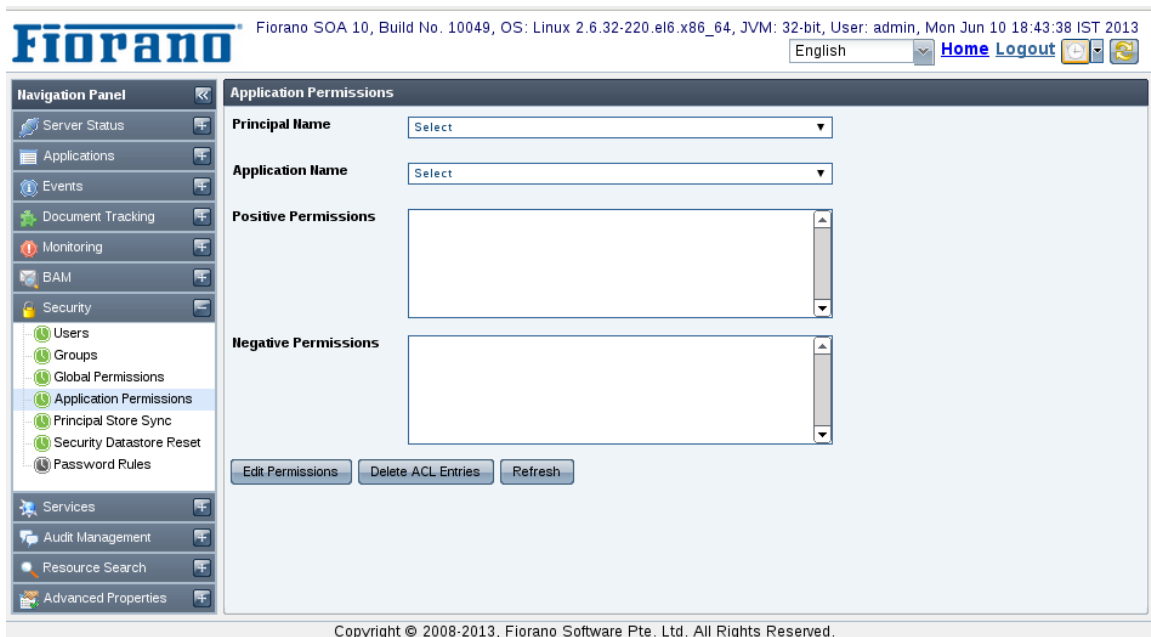 Fiorano
Fiorano SOA 10, Build No. 10049, OS: Linux 2.6.32-220.el6.x86_64, JVM: 32-bit, User: admin, Mon Jun 10 18:43:38 IST 2013
English
Home Logout
Navigation Panel
Server Status
Applications
Events
Document Tracking
Monitoring
BAM
Security
Users
Groups
Global Permissions
Application Permissions
Principal Store Sync
Security Datastore Reset
Password Rules
Services
Audit Management
Resource Search
Advanced Properties
Application Permissions
Principal Name
Select
Application Name
Select
Positive Permissions
Negative Permissions
Edit Permissions
Delete ACL Entries
Refresh
Copyright © 2008-2013, Fiorano Software Pte. Ltd. All Rights Reserved.